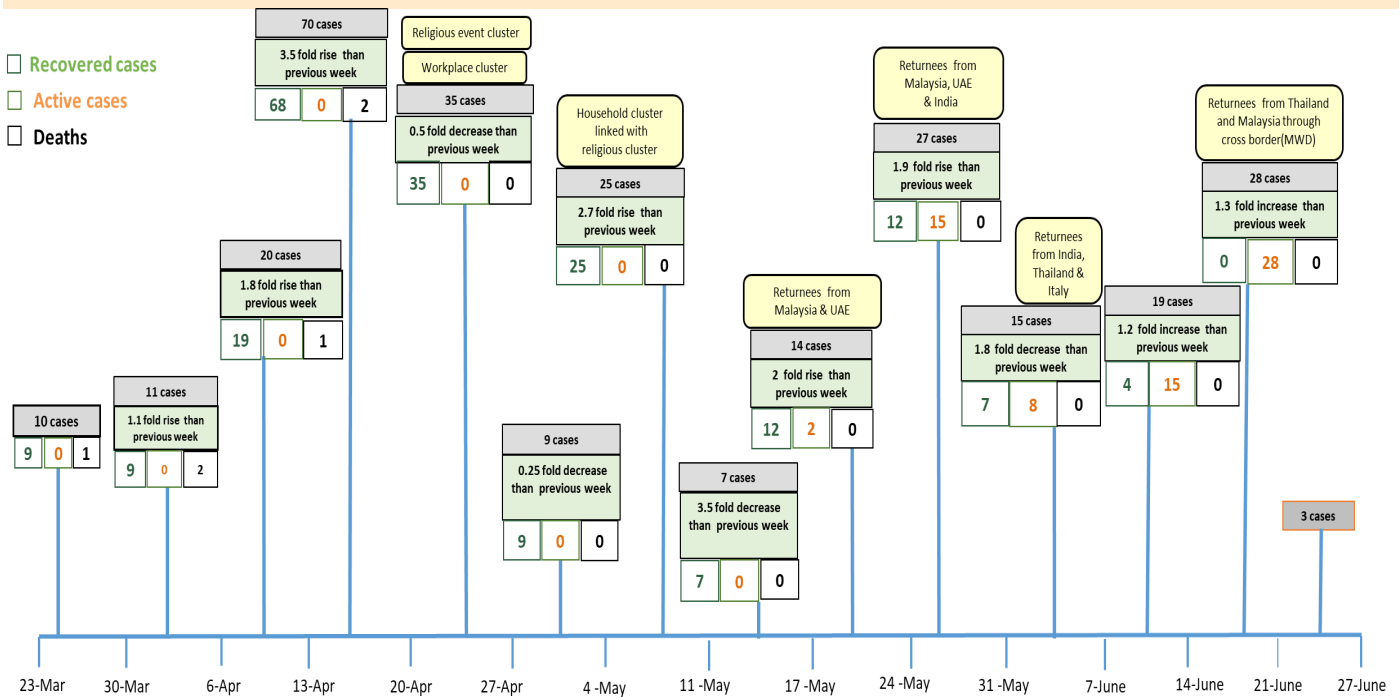 Recovered cases
Active cases
Deaths
10 cases
9 0 1
11 cases
1.1 fold rise than
previous week
9 0 2
20 cases
1.8 fold rise than
previous week
19 0 1
70 cases
3.5 fold rise than
previous week
68 0 2
Religious event cluster
Workplace cluster
35 cases
0.5 fold decrease than
previous week
35 0 0
9 cases
0.25 fold decrease
than previous week
9 0 0
Household cluster
linked with
religious cluster
25 cases
2.7 fold rise than
previous week
25 0 0
7 cases
3.5 fold decrease
than previous week
7 0 0
Returnees from
Malaysia & UAE
14 cases
2 fold rise than
previous week
12 2 0
Returnees from
Malaysia, UAE
& India
27 cases
1.9 fold rise than
previous week
12 15 0
Returnees
from India,
Thailand &
Italy
15 cases
1.8 fold decrease than
previous week
7 8 0
19 cases
1.2 fold increase than
previous week
4 15 0
Returnees from Thailand
and Malaysia through
cross border(MWD)
28 cases
1.3 fold increase than
previous week
0 28 0
3 cases
23-Mar 30-Mar 6-Apr 13-Apr 20-Apr 27-Apr 4 -May 11 -May 17 -May 24 -May 31 -May 7-June 14-June 21-June 27-June